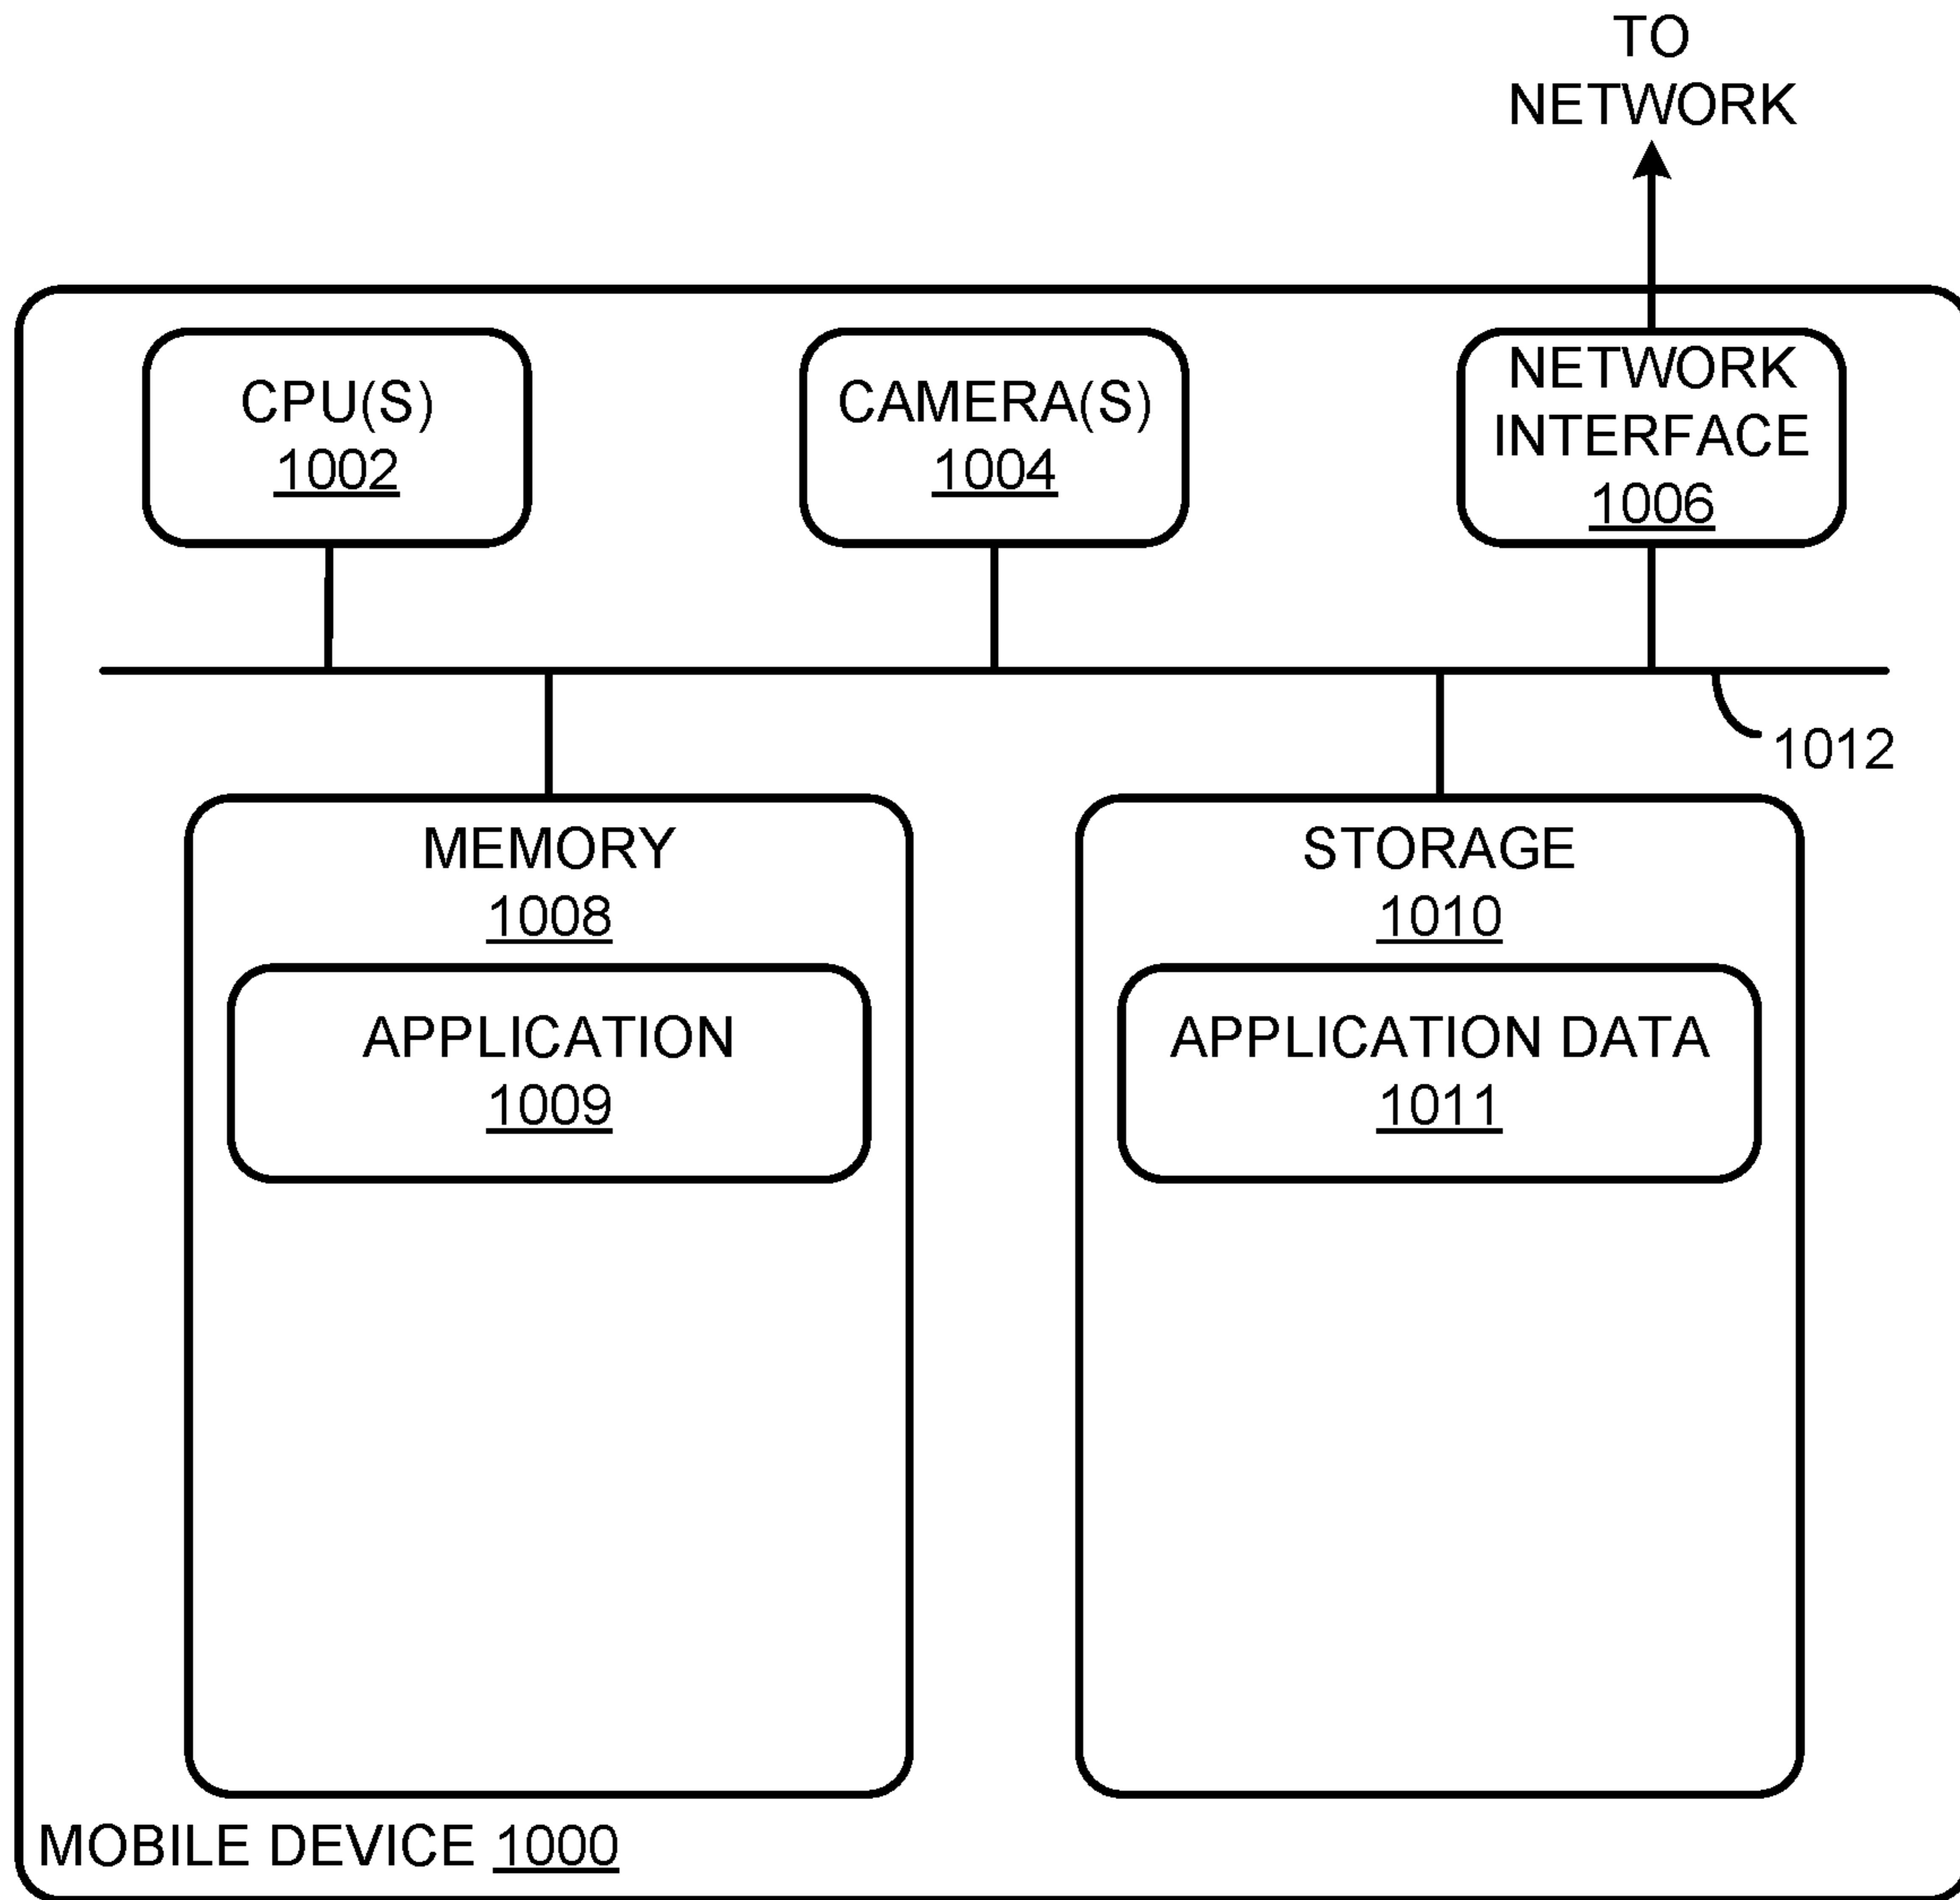 TO
NETWORK
CPU(S)
1002
CAMERA(S)
1004
NETWORK
INTERFACE
1006
1012
MEMORY
1008
APPLICATION
1009
STORAGE
1010
APPLICATION DATA
1011
MOBILE DEVICE 1000